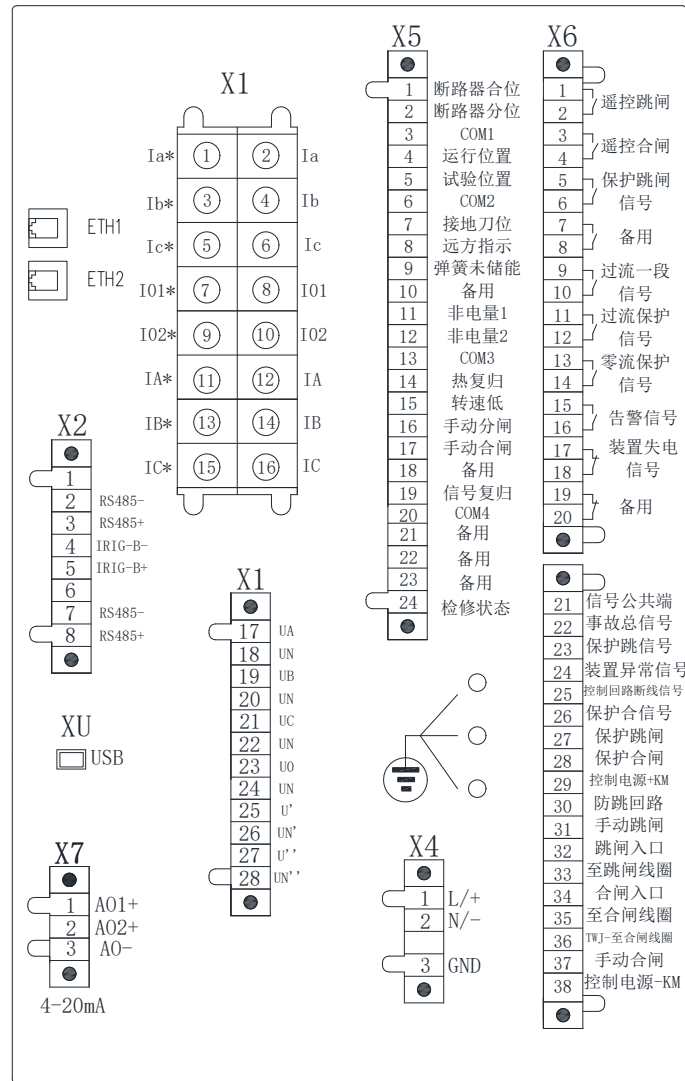 X1
Ia* ① ② Ia
Ib* ③ ④ Ib
Ic* ⑤ ⑥ Ic
I01* ⑦ ⑧ I01
I02* ⑨ ⑩ I02
IA* ⑪ ⑫ IA
IB* ⑬ ⑭ IB
IC* ⑮ ⑯ IC
ETH1
ETH2
X2
1
2 RS485-
3 RS485+
4 IRIG-B-
5 IRIG-B+
6
7 RS485-
8 RS485+
XU
USB
X7
1 AO1+
2 AO2+
3 AO-
4-20mA
X1
17 UA
18 UN
19 UB
20 UN
21 UC
22 UN
23 UO
24 UN
25 U'
26 UN'
27 U''
28 UN''
X5
1 断路器合位
2 断路器分位
3 COM1
4 运行位置
5 试验位置
6 COM2
7 接地刀位
8 远方指示
9 弹簧未储能
10 备用
11 非电量1
12 非电量2
13 COM3
14 热复归
15 转速低
16 手动分闸
17 手动合闸
18 备用
19 信号复归
20 COM4
21 备用
22 备用
23 备用
24 检修状态
X4
1 L/+
2 N/-
3 GND
X6
1
2
遥控跳闸
3
4
遥控合闸
5 保护跳闸
6 信号
7
8
备用
9 过流一段
10 信号
11 过流保护
12 信号
13 零流保护
14 信号
15
16
告警信号
17 装置失电
18 信号
19
20
备用
21 信号公共端
22 事故总信号
23 保护跳信号
24 装置异常信号
25 控制回路断线信号
26 保护合信号
27 保护跳闸
28 保护合闸
29 控制电源+KM
30 防跳回路
31 手动跳闸
32 跳闸入口
33 至跳闸线圈
34 合闸入口
35 至合闸线圈
36 TWJ-至合闸线圈
37 手动合闸
38 控制电源-KM